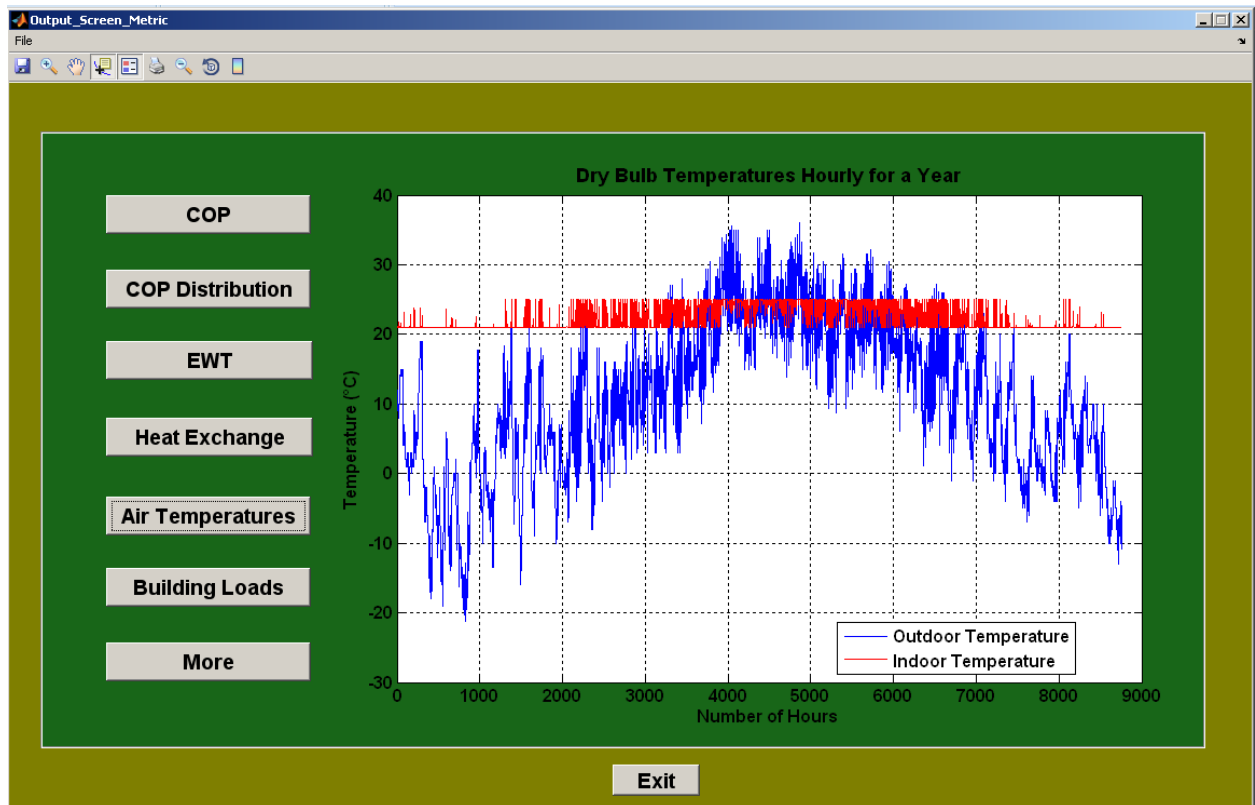 Output_Screen_Metric
File
COP
COP Distribution
EWT
Heat Exchange
Air Temperatures
Building Loads
More
Dry Bulb Temperatures Hourly for a Year
Temperature (°C)
40
30
20
10
0
-10
-20
-30
0 1000 2000 3000 4000 5000 6000 7000 8000 9000
Number of Hours
Outdoor Temperature
Indoor Temperature
Exit